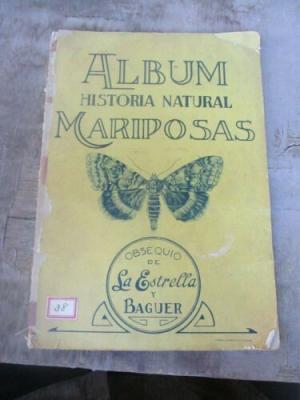 ALBUM
HISTORIA NATURAL
MARIPOSAS
OBSEQUIO
DE
La Estrella
Y
BAGUER
38